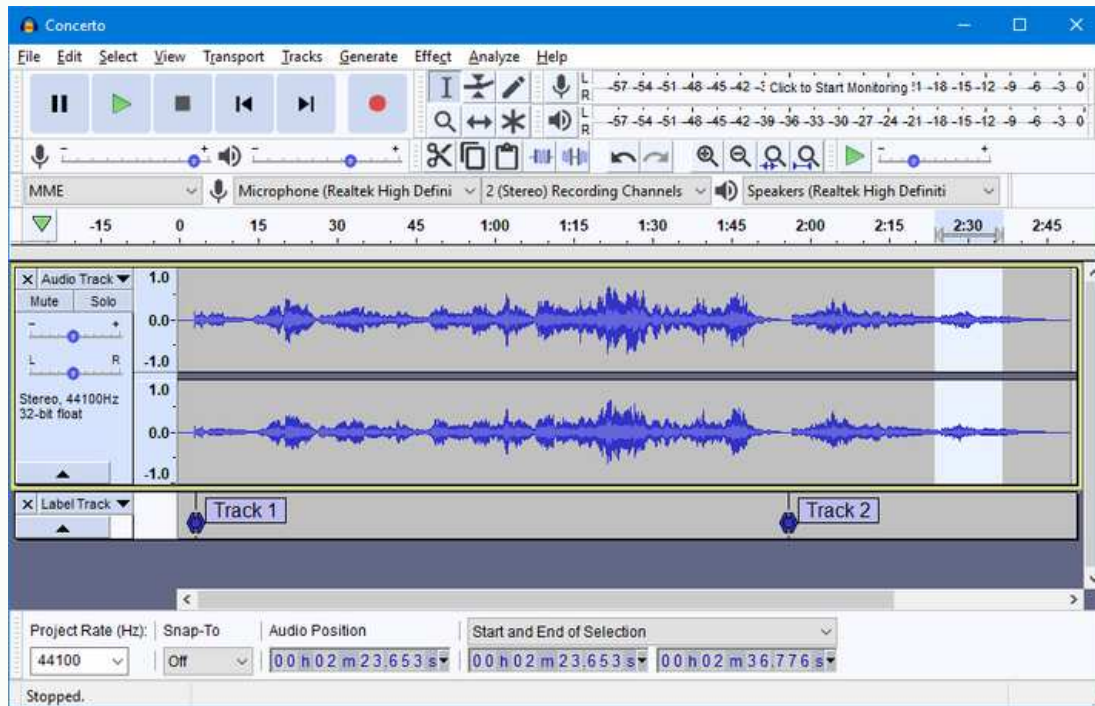 Concerto
File Edit Select View Transport Tracks Generate Effect Analyze Help
L
R
-57 -54 -51 -48 -45 -42 -3 Click to Start Monitoring !1 -18 -15 -12 -9 -6 -3 0
L
R
-57 -54 -51 -48 -45 -42 -39 -36 -33 -30 -27 -24 -21 -18 -15 -12 -9 -6 -3 0
- + - + - +
MME Microphone (Realtek High Defini 2 (Stereo) Recording Channels Speakers (Realtek High Definiti
-15 0 15 30 45 1:00 1:15 1:30 1:45 2:00 2:15 2:30 2:45
X Audio Track 1.0
Mute Solo
- + 0.0
L R -1.0
Stereo, 44100Hz 1.0
32-bit float
0.0
-1.0
X Label Track Track 1 Track 2
Project Rate (Hz): Snap-To Audio Position Start and End of Selection
44100 Off 00 h 02 m 23.653 s 00 h 02 m 23.653 s 00 h 02 m 36.776 s
Stopped.